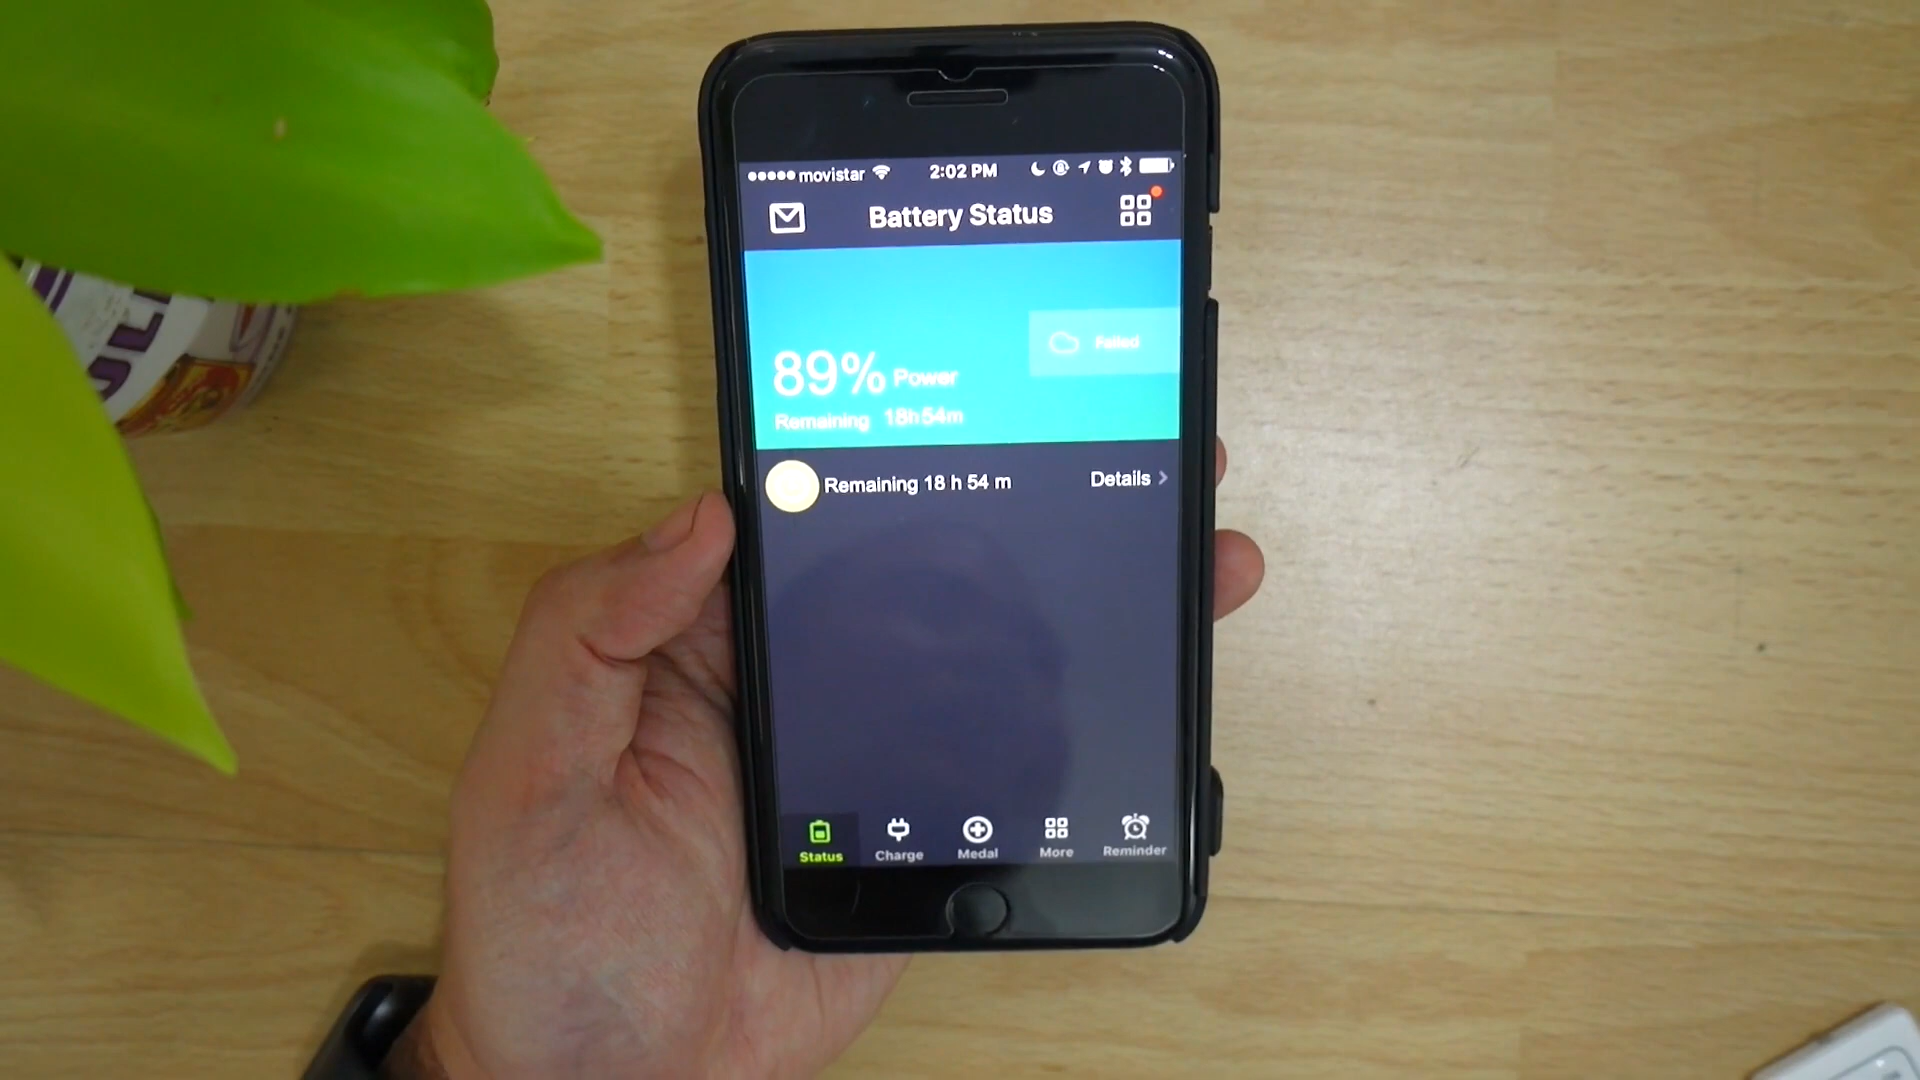 movistar 2:02 PM
Battery Status
Failed
89% Power
Remaining 18h54m
Remaining 18 h 54 m Details
Status Charge Medal More Reminder